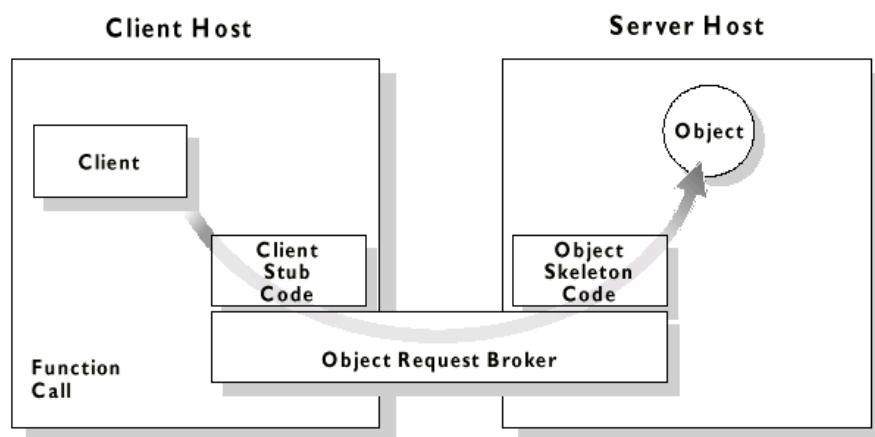 Client Host
Server Host
Client
Object
Client
Stub
Code
Object
Skeleton
Code
Object Request Broker
Function
Call